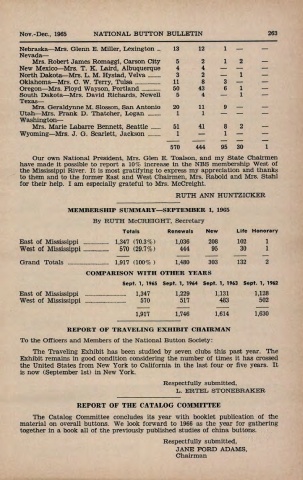 Nov.-Dec., 1965 NATIONAL BUTTON BULLETIN 263
Nebraska—Mrs. Glenn E. Miller, Lexington .. 13 12 1 — —
Nevada—
Mrs. Robert James Romaggi, Carson City 5 2 1 2 —
New Mexico—Mrs. T. K. Laird, Albuquerque 4 4 — — —
North Dakota—Mrs. L. M. Hystad, Velva ..... 3 2 — 1
Oklahoma—Mrs. C. W. Terry, Tulsa ............ 11 8 3 — —
Oregon—Mrs. Floyd Wayson, Portland ......... 50 43 6 1 —
South Dakota—Mrs. David Richards, Newell 5 4 — 1
Texas—
Mrs. Geraldynne M. Slosson, San Antonio 20 11 9 — —
Utah—Mrs. Frank D. Thatcher, Logan ...... 1 1 — — —
Washington—
Mrs. Marie Labarre Bennett, Seattle ...... 51 41 8 2 —
Wyoming—Mrs. J. G. Scarlett, Jackson ...... 1 — 1 — —
570 444 95 30 1
Our own National President, Mrs. Glen E. Toalson, and my State Chairmen
have made it possible to report a 10% increase in the NBS membership West of
the Mississippi River. It is most gratifying to express my appreciation and thanks
to them and to the former East and West Chairmen, Mrs. Rabold and Mrs. Stahl
for their help. I am especially grateful to Mrs. McCreight.
RUTH ANN HUNTZICKER
MEMBERSHIP SUMMARY—SEPTEMBER 1, 1965
By RUTH McCREIGHT, Secretary
Totals Renewals New Life Honorary
East of Mississippi ............ 1,347 (70.3%) 1,036 208 102 1
West of Mississippi ............ 570 (29.7%) 444 95 30 1
Grand Totals ............ 1,917 (100%) 1,480 303 132 2
COMPARISON WITH OTHER YEARS
Sept. 1, 1965 Sept. 1, 1964 Sept. 1, 1963 Sept. 1, 1962
East of Mississippi ............ 1,347 1,229 1,131 1,128
West of Mississippi ............ 570 517 483 502
1,917 1,746 1,614 1,630
REPORT OF TRAVELING EXHIBIT CHAIRMAN
To the Officers and Members of the National Button Society:
The Traveling Exhibit has been studied by seven clubs this past year. The
Exhibit remains in good condition considering the number of times it has crossed
the United States from New York to California in the last four or five years. It
is now (September 1st) in New York.
Respectfully submitted,
L. ERTEL STONEBRAKER
REPORT OF THE CATALOG COMMITTEE
The Catalog Committee concludes its year with booklet publication of the
material on overall buttons. We look forward to 1966 as the year for gathering
together in a book all of the previously published studies of china buttons.
Respectfully submitted,
JANE FORD ADAMS,
Chairman